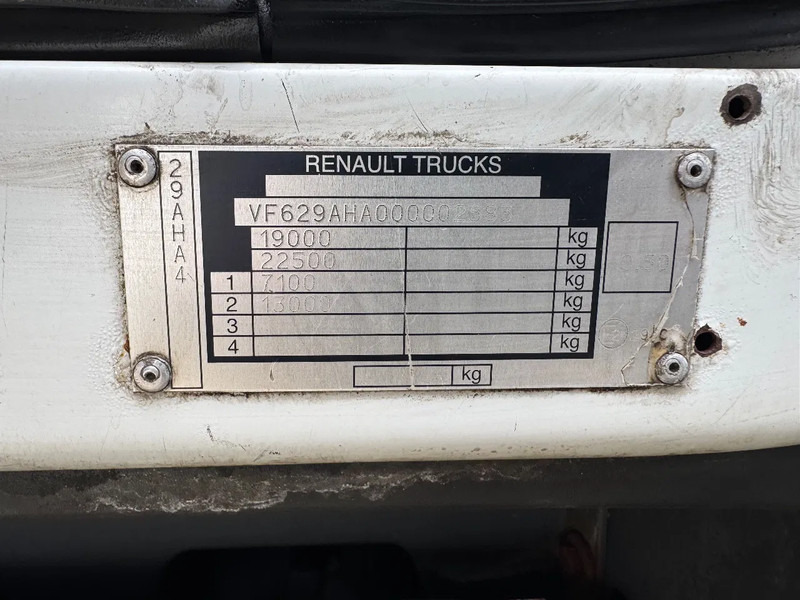 29AHA4
RENAULT TRUCKS
19000 kg
22500 kg
1 7100 kg
2 13000 kg
3 kg
4 kg
kg